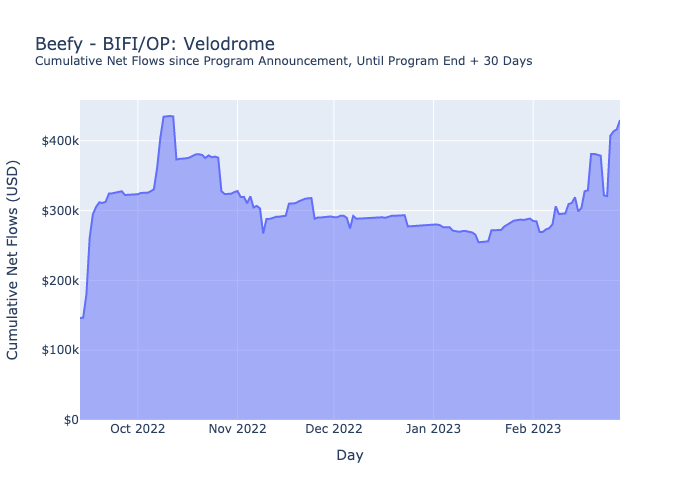 Beefy - BIFI/OP: Velodrome
Cumulative Net Flows since Program Announcement, Until Program End + 30 Days
Cumulative Net Flows (USD)
$400k
$300k
$200k
$100k
$0
Oct 2022
Nov 2022
Dec 2022
Jan 2023
Feb 2023
Day